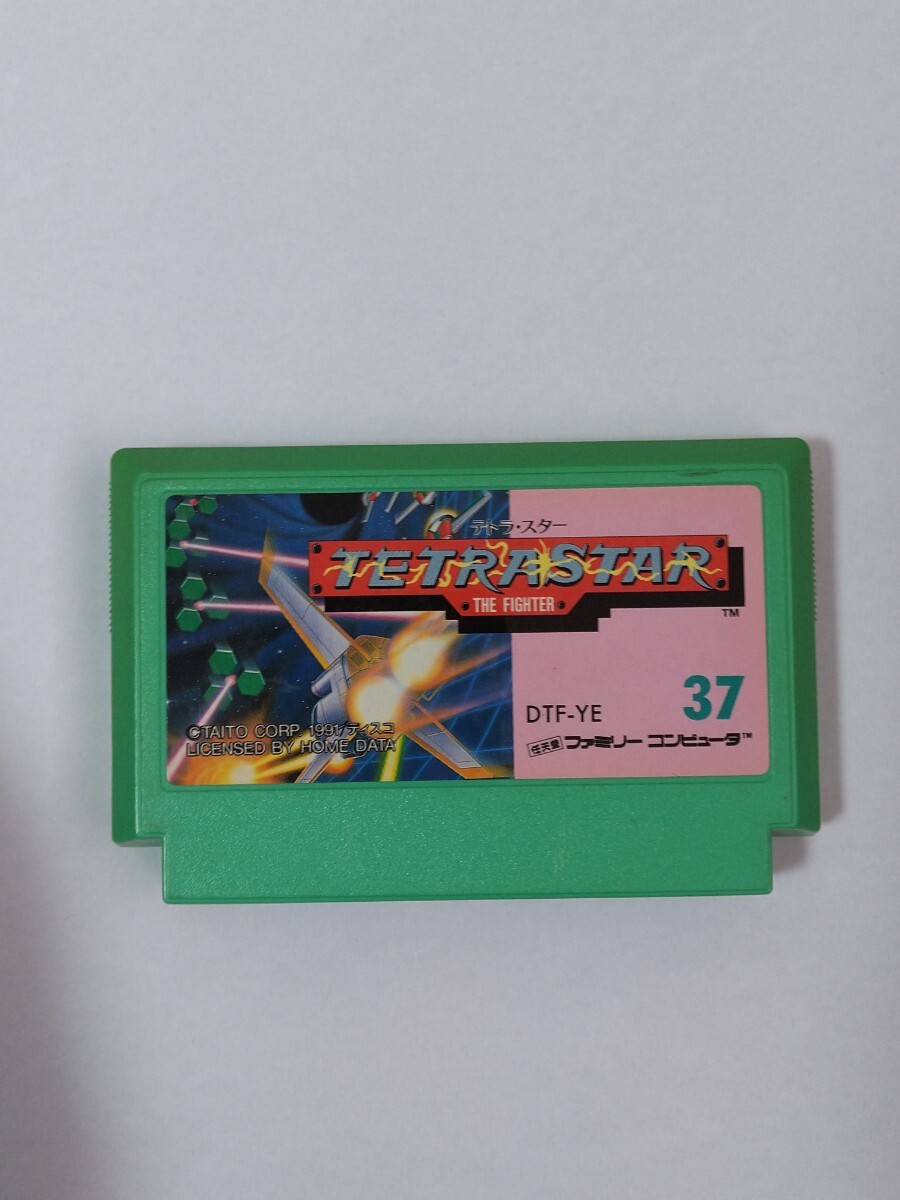 テトラ・スター
TETRASTAR
THE FIGHTER
TM
©TAITO CORP. 1991/ディスコ
LICENSED BY HOME DATA
DTF-YE
37
任天堂 ファミリー コンピュータ™